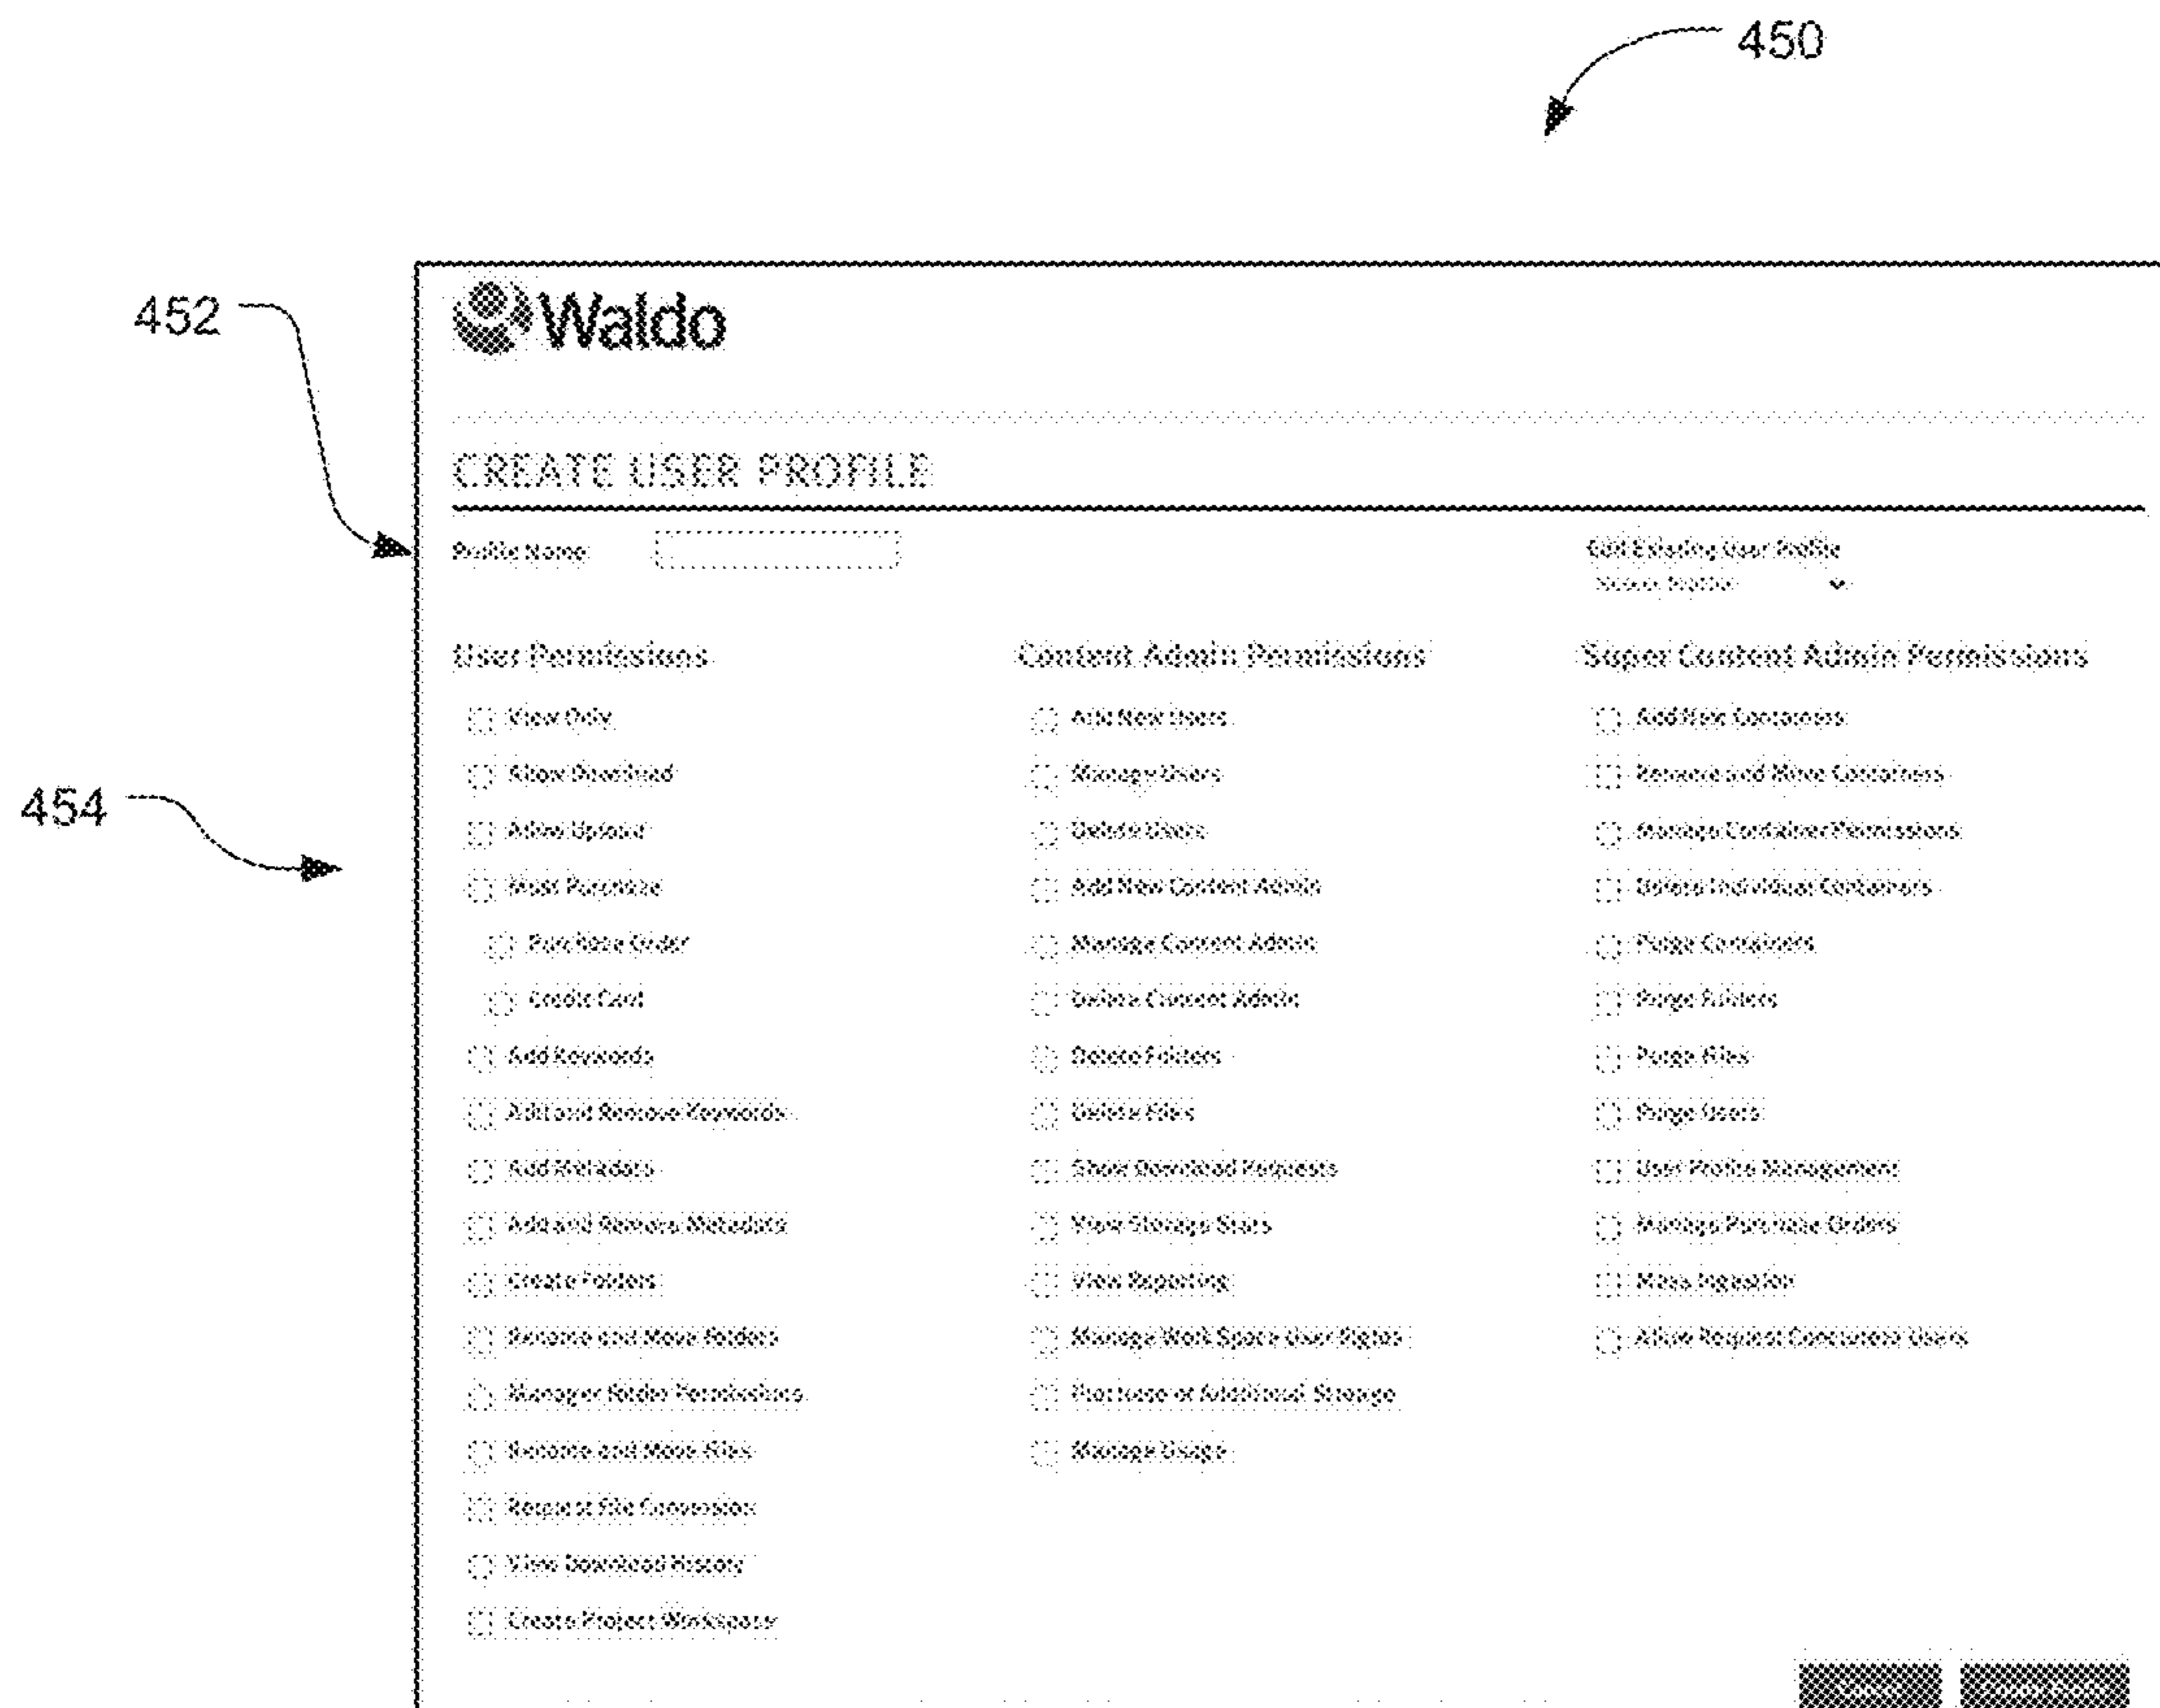 450
452
Waldo
CREATE USER PROFILE
Profile Name
Edit Existing User Profile
Select Profile
User Permissions
Content Admin Permissions
Super Content Admin Permissions
454
View Only
Add New Users
Add New Containers
Allow Download
Manage Users
Rename and Move Containers
Allow Upload
Delete Users
Manage Container Permissions
Must Purchase
Add New Content Admin
Delete Individual Containers
Purchase Order
Manage Content Admin
Purge Containers
Credit Card
Delete Content Admin
Purge Folders
Add Keywords
Delete Folders
Purge Files
Add and Remove Keywords
Delete Files
Purge Users
Add Metadata
Show Download Requests
User Profile Management
Add and Remove Metadata
View Storage Stats
Manage Purchase Orders
Create Folders
View Reporting
Mass Ingestion
Rename and Move Folders
Manage Work Space User Rights
Allow Request Concurrent Users
Manager Folder Permissions
Purchase of Additional Storage
Rename and Move Files
Manage Usage
Request File Conversion
View Download History
Create Project Workspace